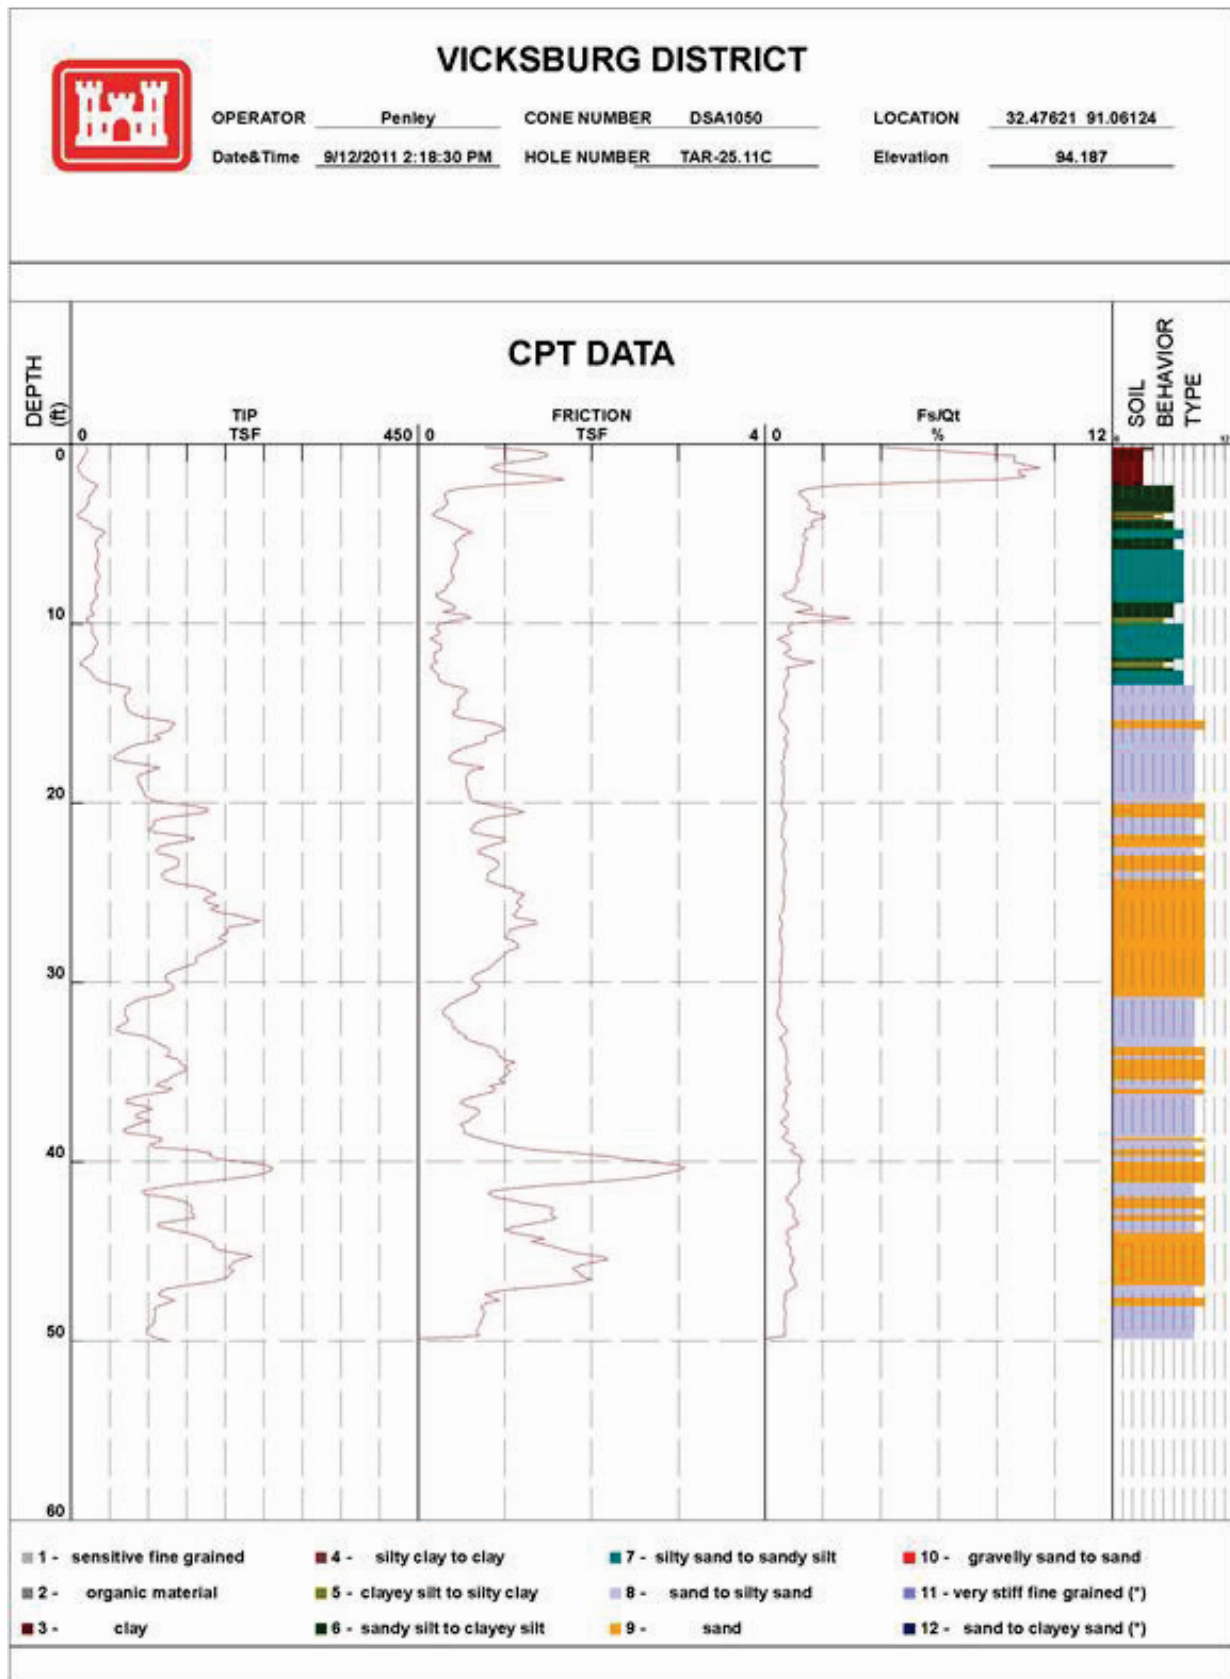 VICKSBURG DISTRICT
OPERATOR Penley CONE NUMBER DSA1050 LOCATION 32.47621 91.06124
Date&Time 9/12/2011 2:18:30 PM HOLE NUMBER TAR-25.11C Elevation 94.187
CPT DATA
DEPTH
(ft)
TIP
TSF
0 450
FRICTION
TSF
0 4
Fs/Qt
%
0 12
SOIL
BEHAVIOR
TYPE
0 12
0
10
20
30
40
50
60
1 - sensitive fine grained
2 - organic material
3 - clay
4 - silty clay to clay
5 - clayey silt to silty clay
6 - sandy silt to clayey silt
7 - silty sand to sandy silt
8 - sand to silty sand
9 - sand
10 - gravelly sand to sand
11 - very stiff fine grained (*)
12 - sand to clayey sand (*)